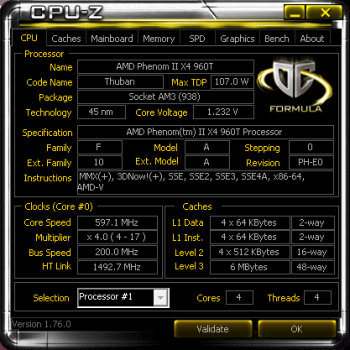 CPU-Z
CPU Caches Mainboard Memory SPD Graphics Bench About
Processor
Name AMD Phenom II X4 960T
Code Name Thuban Max TDP 107.0 W
Package Socket AM3 (938)
Technology 45 nm Core Voltage 1.232 V
OC
FORMULA
Specification AMD Phenom(tm) II X4 960T Processor
Family F Model A Stepping 0
Ext. Family 10 Ext. Model A Revision PH-E0
Instructions MMX(+), 3DNow!(+), SSE, SSE2, SSE3, SSE4A, x86-64,
AMD-V
Clocks (Core #0) Caches
Core Speed 597.1 MHz L1 Data 4 x 64 KBytes 2-way
Multiplier x 4.0 ( 4 - 17 ) L1 Inst. 4 x 64 KBytes 2-way
Bus Speed 200.0 MHz Level 2 4 x 512 KBytes 16-way
HT Link 1492.7 MHz Level 3 6 MBytes 48-way
Selection Processor #1 Cores 4 Threads 4
Version 1.76.0 Validate OK